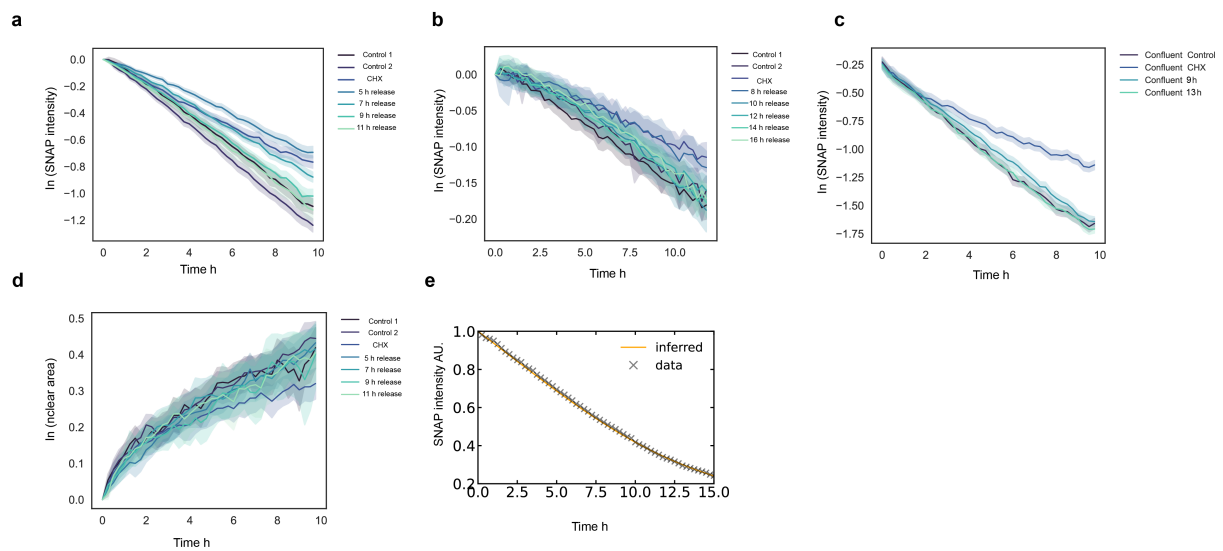 a
ln (SNAP intensity)
0.0
−0.2
−0.4
−0.6
−0.8
−1.0
−1.2
0
2
4
6
8
10
Time h
Control 1
Control 2
CHX
5 h release
7 h release
9 h release
11 h release
b
ln (SNAP intensity)
0.00
−0.05
−0.10
−0.15
−0.20
0.0
2.5
5.0
7.5
10.0
Time h
Control 1
Control 2
CHX
8 h release
10 h release
12 h release
14 h release
16 h release
c
ln (SNAP intensity)
−0.25
−0.50
−0.75
−1.00
−1.25
−1.50
−1.75
0
2
4
6
8
10
Time h
Confluent Control
Confluent CHX
Confluent 9h
Confluent 13h
d
ln (nclear area)
0.5
0.4
0.3
0.2
0.1
0.0
0
2
4
6
8
10
Time h
Control 1
Control 2
CHX
5 h release
7 h release
9 h release
11 h release
e
SNAP intensity AU.
1.0
0.8
0.6
0.4
0.2
0.0
2.5
5.0
7.5
10.0
12.5
15.0
Time h
inferred
data